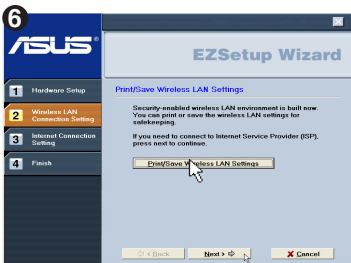 6
/SUS®
EZSetup Wizard
1 Hardware Setup
2 Wireless LAN
Connection Setting
3 Internet Connection
Setting
4 Finish
Print/Save Wireless LAN Settings
Security-enabled wireless LAN environment is built now.
You can print or save the wireless LAN settings for
safekeeping.
If you need to connect to Internet Service Provider (ISP),
press next to continue.
Print/Save Wireless LAN Settings
< Back
Next >
Cancel